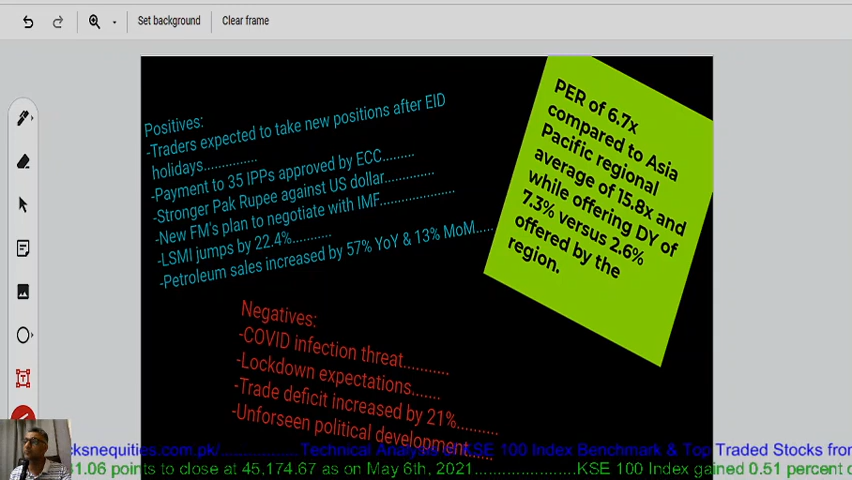 Set background
Clear frame
Positives:
-Traders expected to take new positions after EID
holidays..............
-Payment to 35 IPPs approved by ECC........
-Stronger Pak Rupee against US dollar............
-New FM's plan to negotiate with IMF..................
-LSMI jumps by 22.4%..........
-Petroleum sales increased by 57% YoY & 13% MoM.....
PER of 6.7x
compared to Asia
Pacific regional
average of 15.8x and
while offering DY of
7.3% versus 2.6%
offered by the
region.
Negatives:
-COVID infection threat...........
-Lockdown expectations.......
-Trade deficit increased by 21%..........
-Unforseen political development......
cksnequities.com.pk/.................. Technical Analysis of KSE 100 Index Benchmark & Top Traded Stocks from
31.06 points to close at 45,174.67 as on May 6th, 2021.........................KSE 100 Index gained 0.51 percent